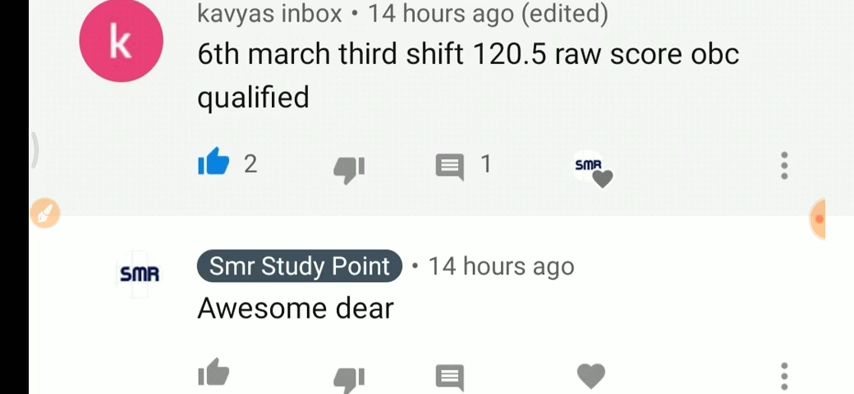 k
kavyas inbox • 14 hours ago (edited)
6th march third shift 120.5 raw score obc
qualified
2
1
SMR
Smr Study Point • 14 hours ago
SMR
Awesome dear